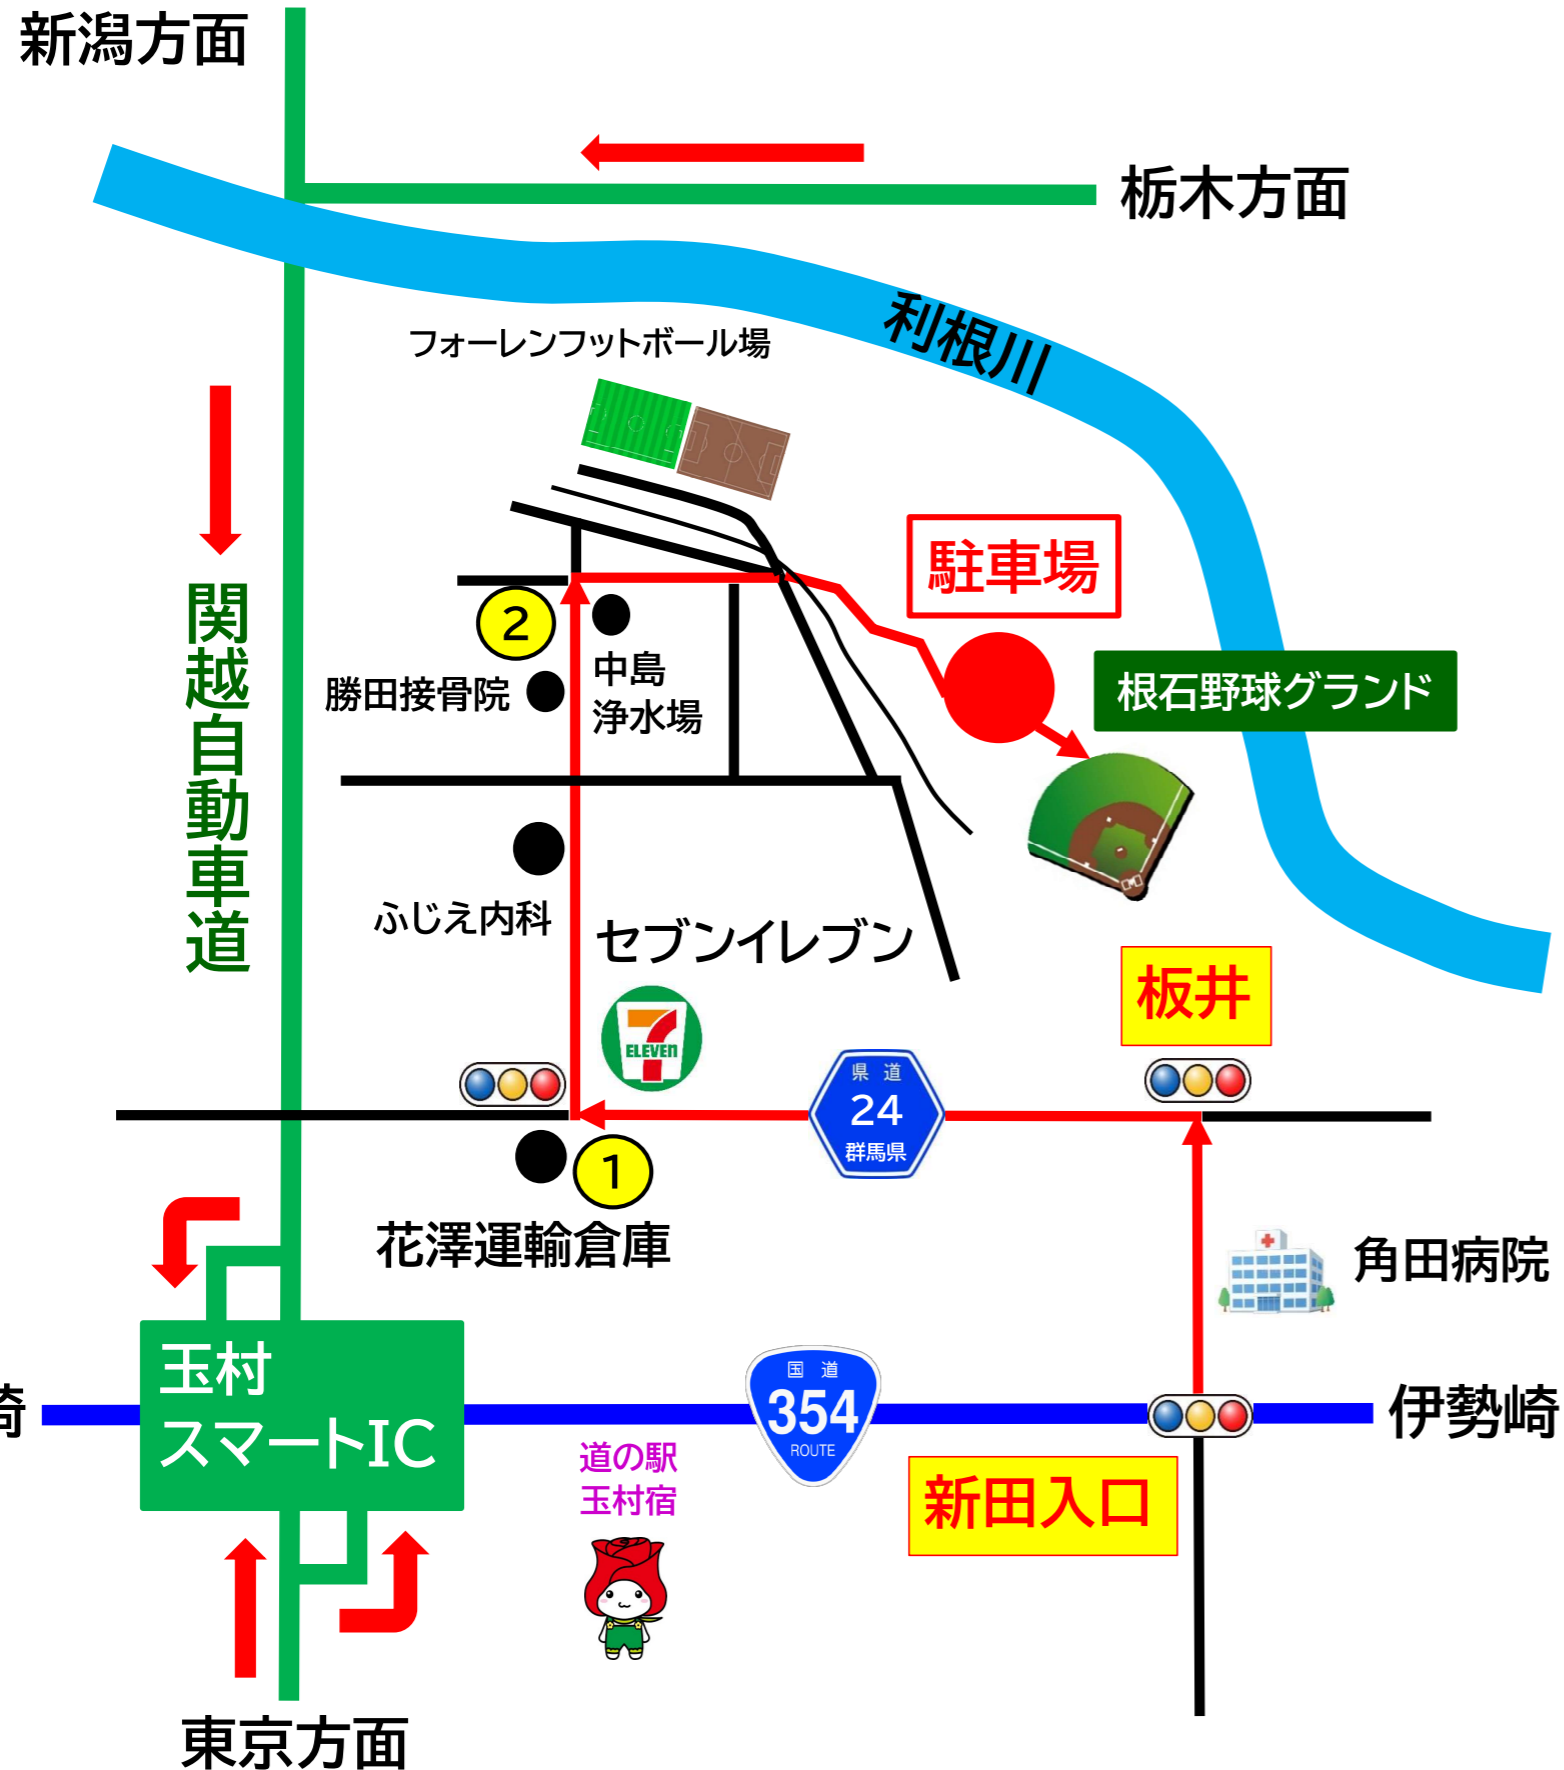 新潟方面
栃木方面
利根川
フォーレンフットボール場
駐車場
関越自動車道
2
中島
浄水場
勝田接骨院
根石野球グランド
ふじえ内科
セブンイレブン
7
ELEVEn
板井
県 道
24
群馬県
1
花澤運輸倉庫
角田病院
玉村
スマートIC
崎
国 道
354
ROUTE
伊勢崎
道の駅
玉村宿
新田入口
東京方面